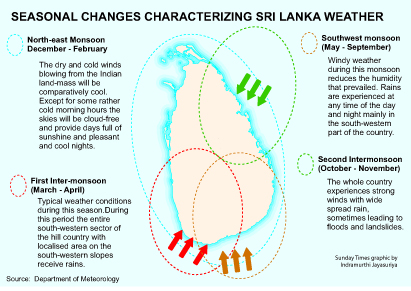 SEASONAL CHANGES CHARACTERIZING SRI LANKA WEATHER
North-east Monsoon
December - February
The dry and cold winds
blowing from the Indian
land-mass will be
comparatively cool.
Except for some rather
cold morning hours the
skies will be cloud-free
and provide days full of
sunshine and pleasant
and cool nights.
First Inter-monsoon
(March - April)
Typical weather conditions
during this season.During
this period the entire
south-western sector of
the hill country with
localised area on the
south-western slopes
receive rains.
Source: Department of Meteorology
Southwest monsoon
(May - September)
Windy weather
during this monsoon
reduces the humidity
that prevailed. Rains
are experienced at
any time of the day
and night mainly in
the south-western
part of the country.
Second Intermonsoon
(October - November)
The whole country
experiences strong
winds with wide
spread rain,
sometimes leading to
floods and landslides.
Sunday Times graphic by
Indramurthi Jayasuriya